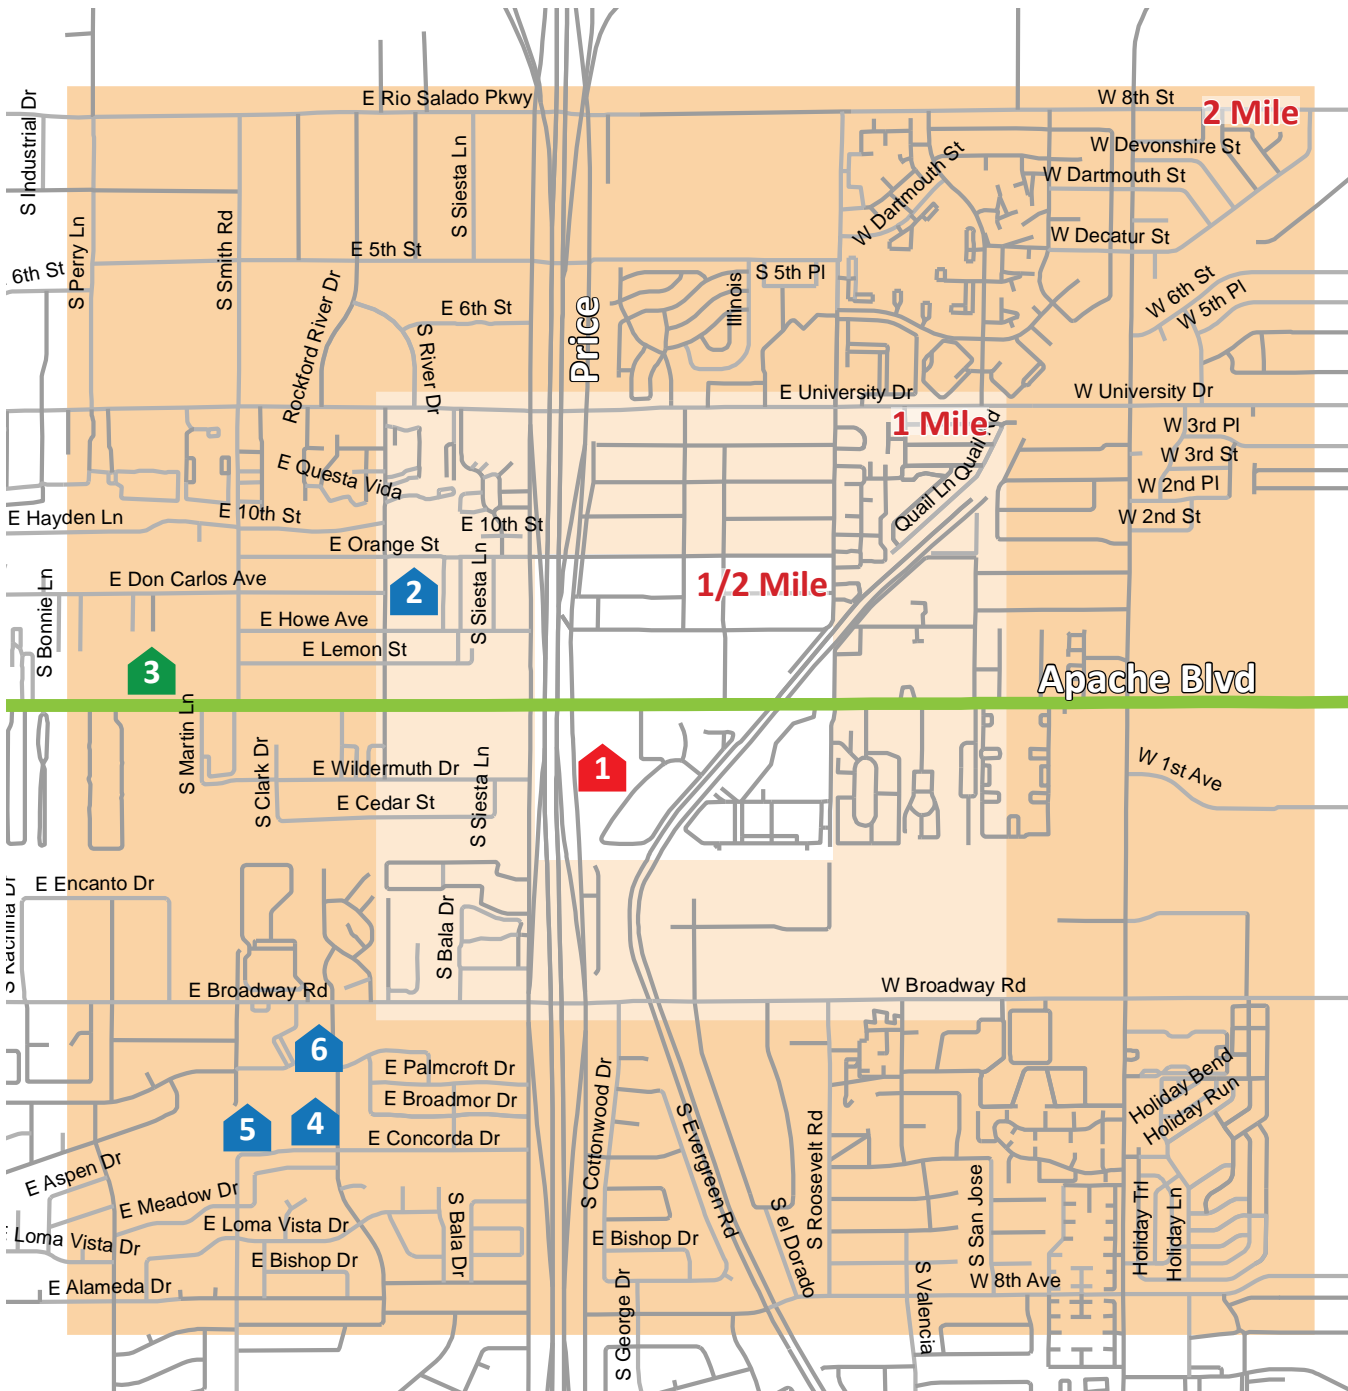 E Rio Salado Pkwy
W 8th St
2 Mile
S Industrial Dr
S Siesta Ln
W Devonshire St
W Dartmouth St
W Dartmouth St
S Perry Ln
S Smith Rd
E 5th St
W Decatur St
6th St
S 5th Pl
Rockford River Dr
E 6th St
Illinois
W 6th St
W 5th Pl
Price
S River Dr
E University Dr
W University Dr
1 Mile
W 3rd Pl
Quail Rd
W 3rd St
E Questa Vida
W 2nd Pl
Quail Ln
E Hayden Ln
E 10th St
E 10th St
W 2nd St
E Orange St
S Bonnie Ln
E Don Carlos Ave
2
S Siesta Ln
1/2 Mile
E Howe Ave
E Lemon St
3
Apache Blvd
S Martin Ln
S Clark Dr
E Wildermuth Dr
S Siesta Ln
1
W 1st Ave
E Cedar St
S Kachina Dr
E Encanto Dr
S Bala Dr
E Broadway Rd
W Broadway Rd
6
E Palmcroft Dr
S Cottonwood Dr
Holiday Bend
E Broadmor Dr
Holiday Run
5
4
E Concorda Dr
S Evergreen Rd
S Roosevelt Rd
E Aspen Dr
E Meadow Dr
S San Jose
Holiday Trl
Holiday Ln
S Bala Dr
S el Dorado
E Loma Vista Dr
Loma Vista Dr
E Bishop Dr
E Bishop Dr
E Alameda Dr
S George Dr
S Valencia
W 8th Ave